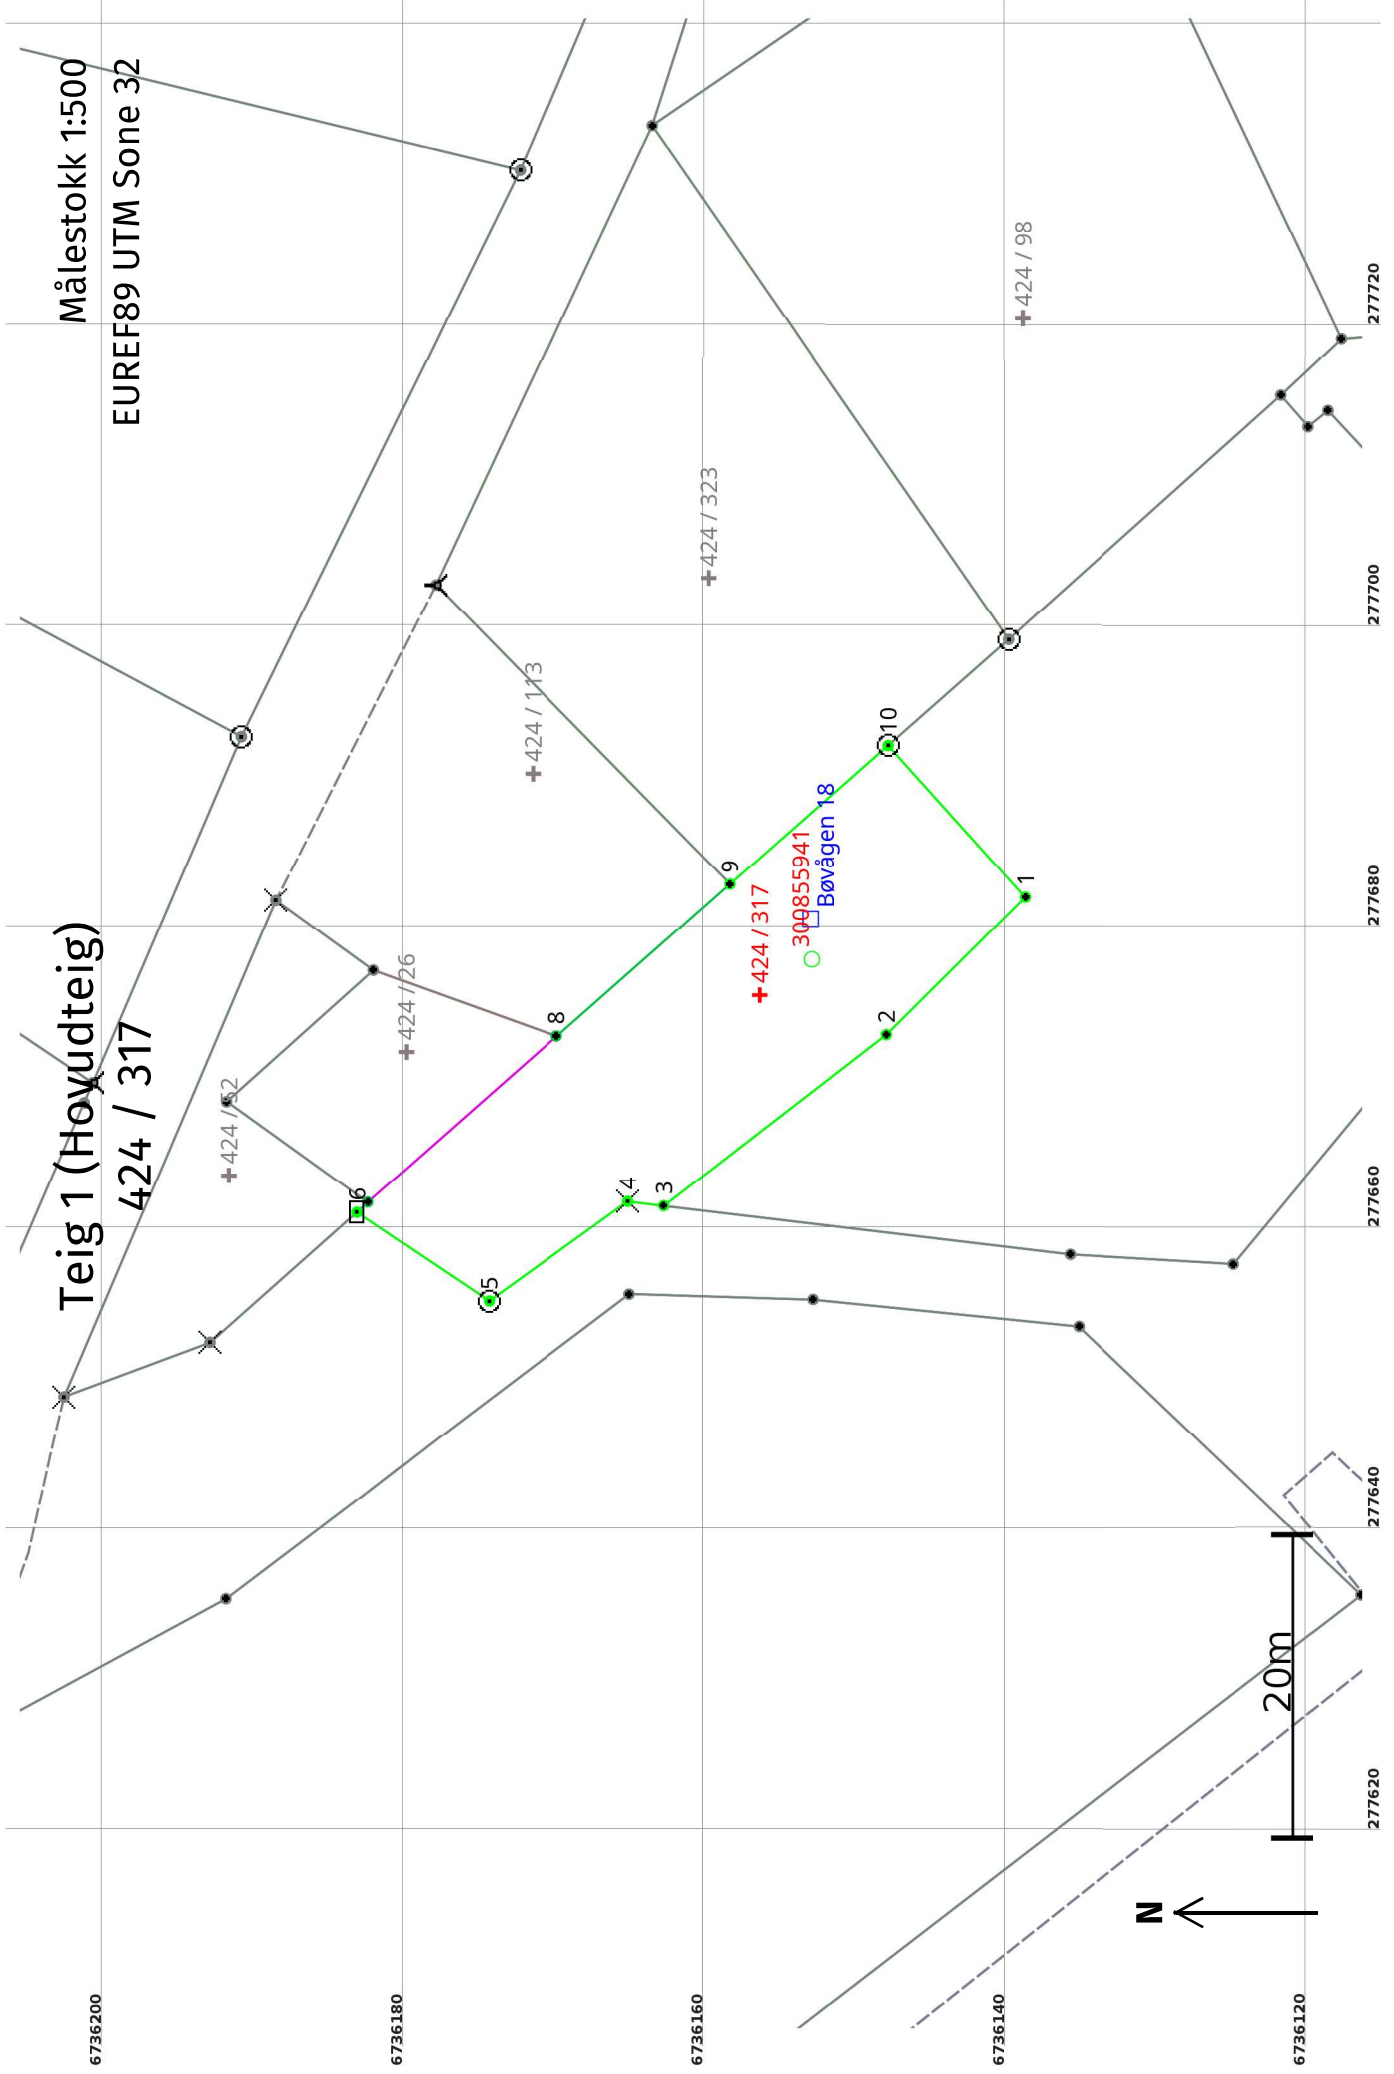 Teig 1 (Hovudteig)
424 / 317
Målestokk 1:500
EUREF89 UTM Sone 32
424 / 52
424 / 26
424 / 113
424 / 323
424 / 98
424 / 317
300855941
Bøvågen 18
6
8
9
10
5
4
3
2
1
N
20m
6736200
6736180
6736160
6736140
6736120
277620
277640
277660
277680
277700
277720